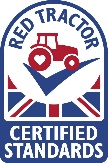 RED TRACTOR
CERTIFIED
STANDARDS